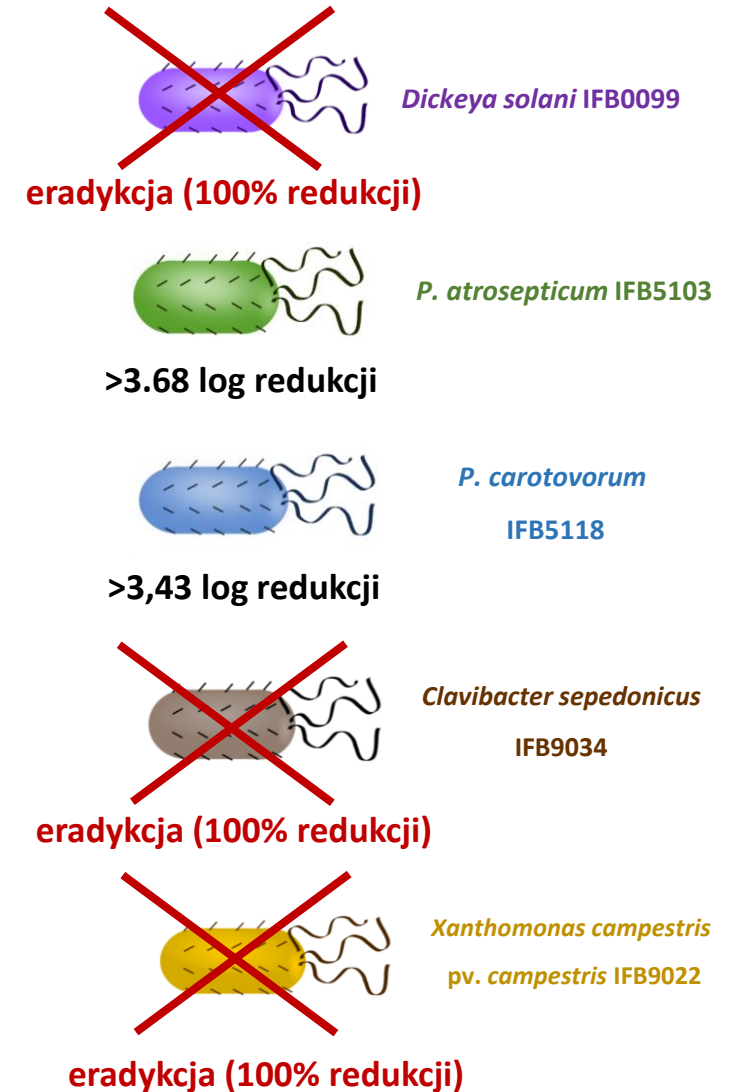 Dickeya solani IFB0099
eradykcja (100% redukcji)
P. atrosepticum IFB5103
>3.68 log redukcji
P. carotovorum
IFB5118
>3,43 log redukcji
Clavibacter sepedonicus
IFB9034
eradykcja (100% redukcji)
Xanthomonas campestris
pv. campestris IFB9022
eradykcja (100% redukcji)